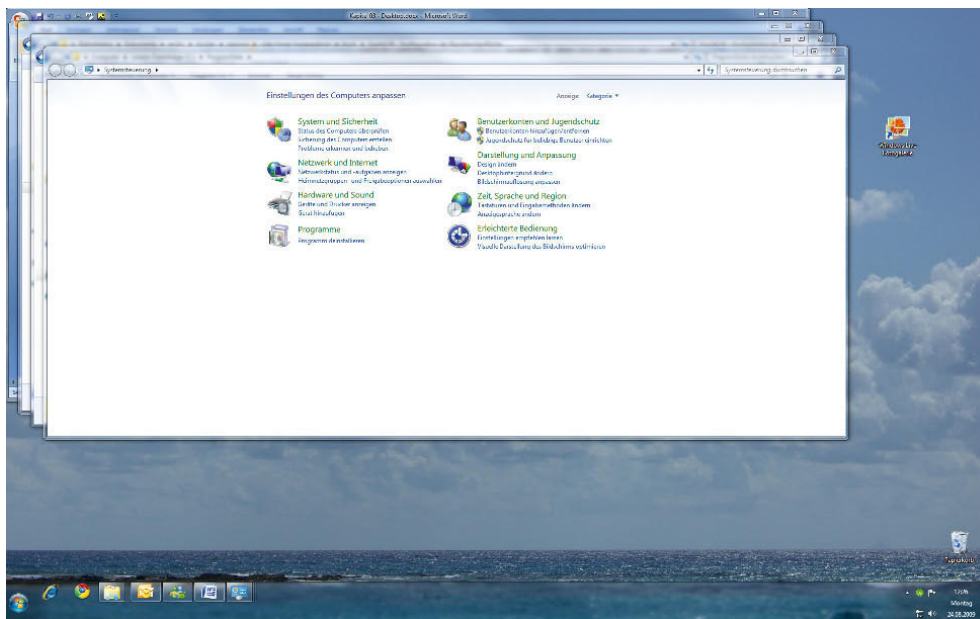 Kapitel 03 - Desktop.docx - Microsoft Word
Systemsteuerung
Systemsteuerung durchsuchen
Einstellungen des Computers anpassen
Anzeige: Kategorie
System und Sicherheit
Status des Computers überprüfen
Sicherung des Computers erstellen
Probleme erkennen und beheben
Netzwerk und Internet
Netzwerkstatus und -aufgaben anzeigen
Heimnetzgruppen- und Freigabeoptionen auswählen
Hardware und Sound
Geräte und Drucker anzeigen
Gerät hinzufügen
Programme
Programm deinstallieren
Benutzerkonten und Jugendschutz
Benutzerkonten hinzufügen/entfernen
Jugendschutz für beliebige Benutzer einrichten
Darstellung und Anpassung
Design ändern
Desktophintergrund ändern
Bildschirmauflösung anpassen
Zeit, Sprache und Region
Tastaturen und Eingabemethoden ändern
Anzeigesprache ändern
Erleichterte Bedienung
Einstellungen empfehlen lassen
Visuelle Darstellung des Bildschirms optimieren
Papierkorb
Montag
24.08.2009